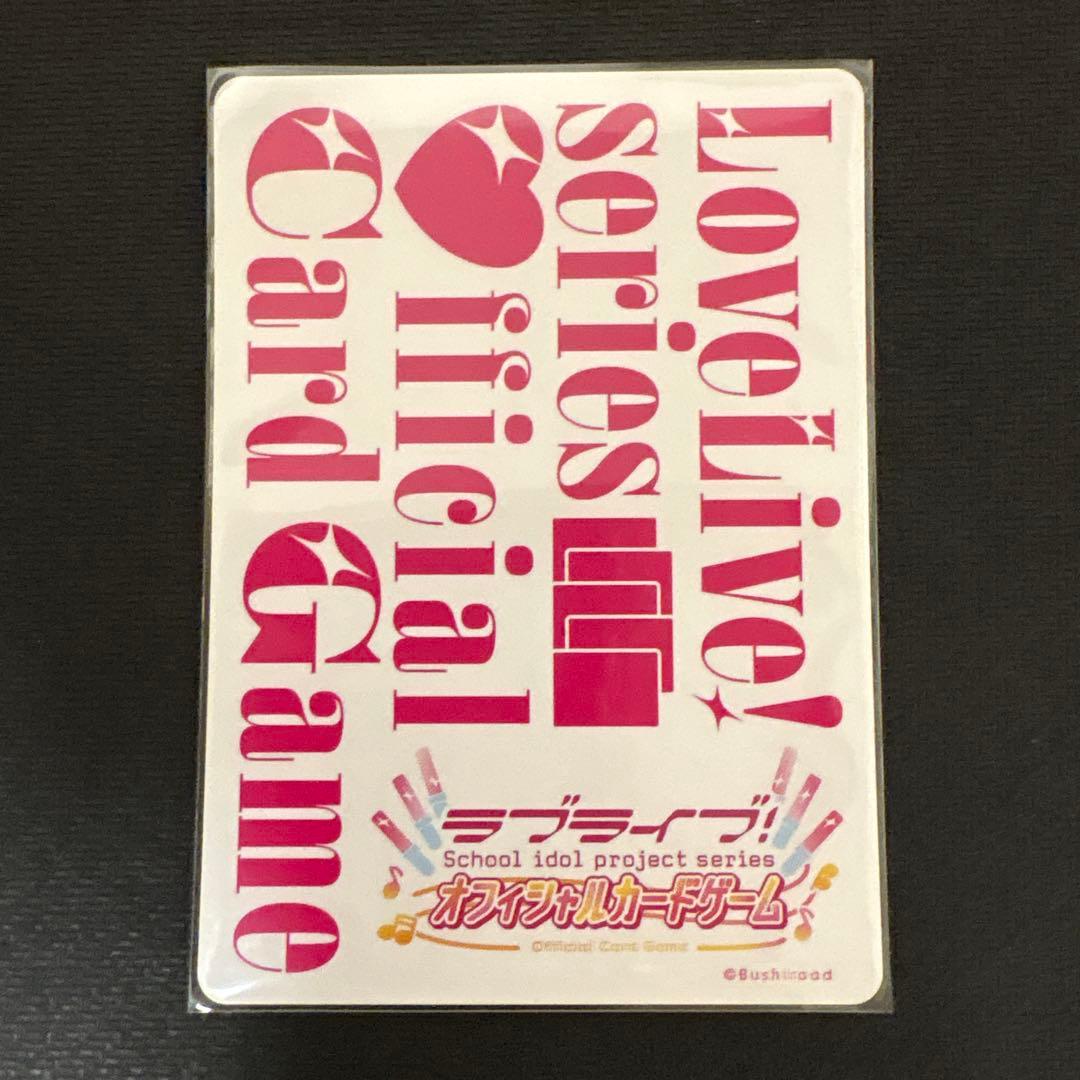 LoveLive!
series
♥fficial
Card Game
ラブライブ!
School idol project series
オフィシャルカードゲーム
Official Card Game
©Bushiroad